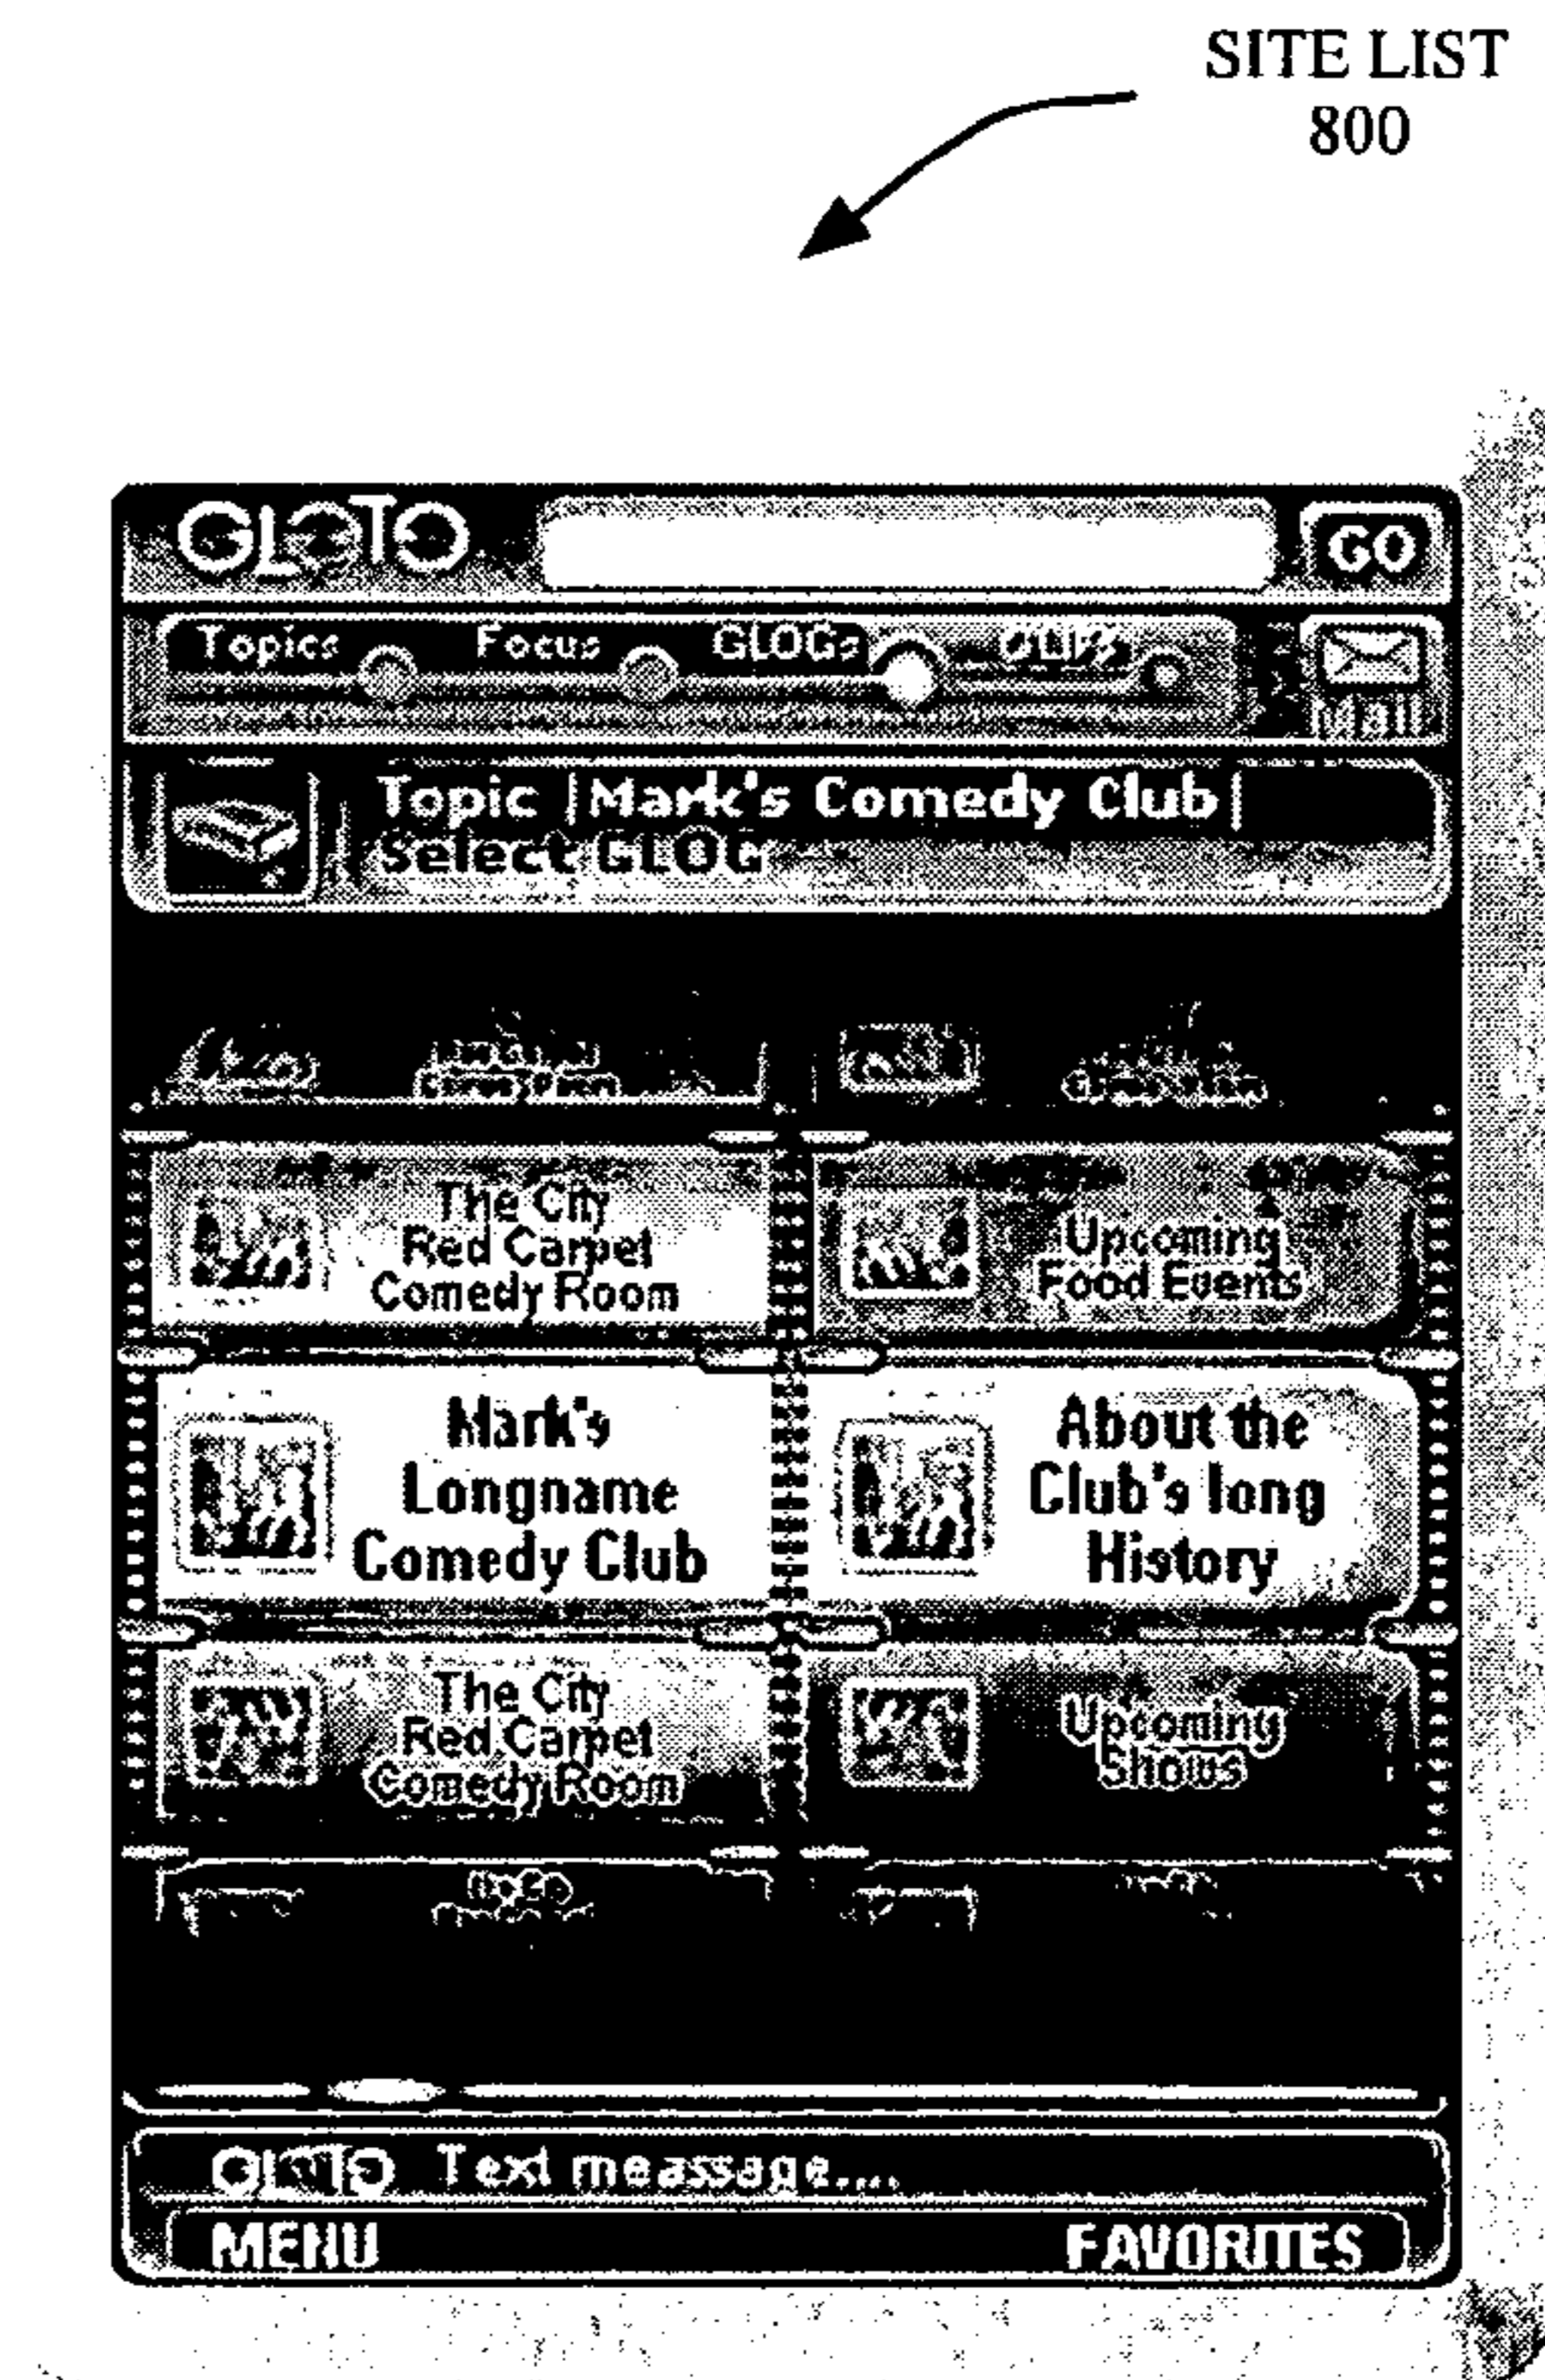 SITE LIST
800
GLOTO
GO
Topics Focus GLOGs
Mail
Topic |Mark's Comedy Club|
Select GLOG
The City
Red Carpet
Comedy Room
Upcoming
Food Events
Mark's
Longname
Comedy Club
About the
Club's long
History
The City
Red Carpet
Comedy Room
Upcoming
Shows
GLOTO Text meassage....
MENU FAVORITES